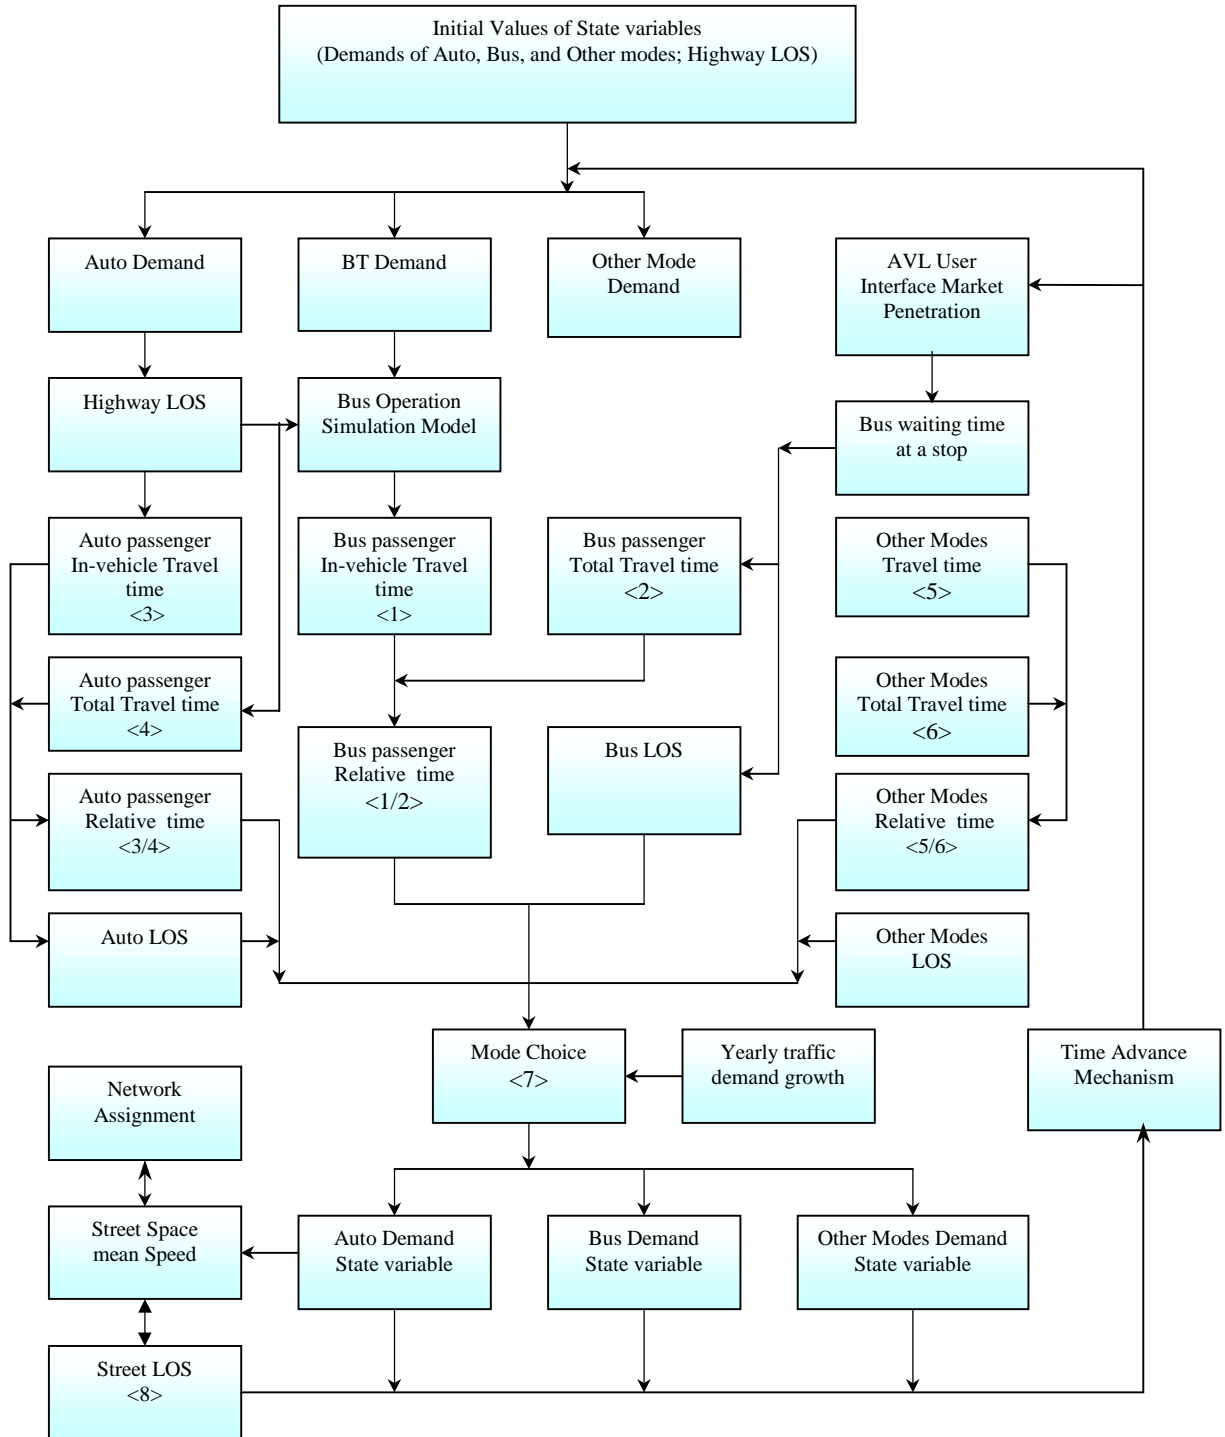 Initial Values of State variables
(Demands of Auto, Bus, and Other modes; Highway LOS)
Auto Demand
BT Demand
Other Mode
Demand
AVL User
Interface Market
Penetration
Highway LOS
Bus Operation
Simulation Model
Bus waiting time
at a stop
Auto passenger
In-vehicle Travel
time
<3>
Bus passenger
In-vehicle Travel
time
<1>
Bus passenger
Total Travel time
<2>
Other Modes
Travel time
<5>
Auto passenger
Total Travel time
<4>
Other Modes
Total Travel time
<6>
Bus passenger
Relative time
<1/2>
Bus LOS
Auto passenger
Relative time
<3/4>
Other Modes
Relative time
<5/6>
Auto LOS
Other Modes
LOS
Mode Choice
<7>
Yearly traffic
demand growth
Time Advance
Mechanism
Network
Assignment
Street Space
mean Speed
Auto Demand
State variable
Bus Demand
State variable
Other Modes Demand
State variable
Street LOS
<8>